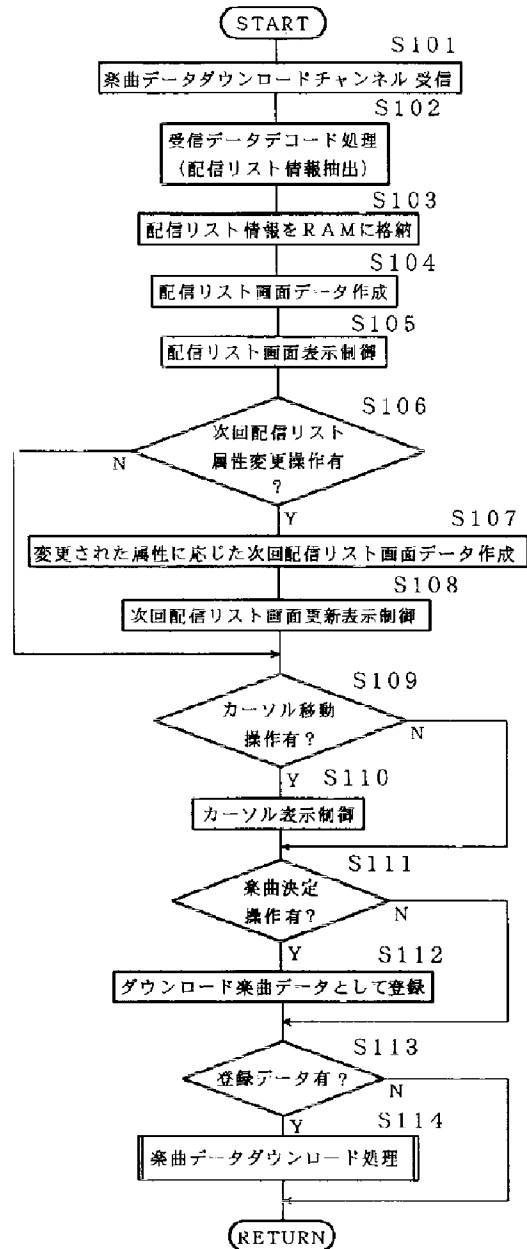 START
S101
楽曲データダウンロードチャンネル受信
S102
受信データデコード処理
(配信リスト情報抽出)
S103
配信リスト情報をRAMに格納
S104
配信リスト画面データ作成
S105
配信リスト画面表示制御
S106
次回配信リスト
属性変更操作有
?
N
Y
S107
変更された属性に応じた次回配信リスト画面データ作成
S108
次回配信リスト画面更新表示制御
S109
カーソル移動
操作有?
N
Y
S110
カーソル表示制御
S111
楽曲決定
操作有?
N
Y
S112
ダウンロード楽曲データとして登録
S113
登録データ有?
N
Y
S114
楽曲データダウンロード処理
RETURN